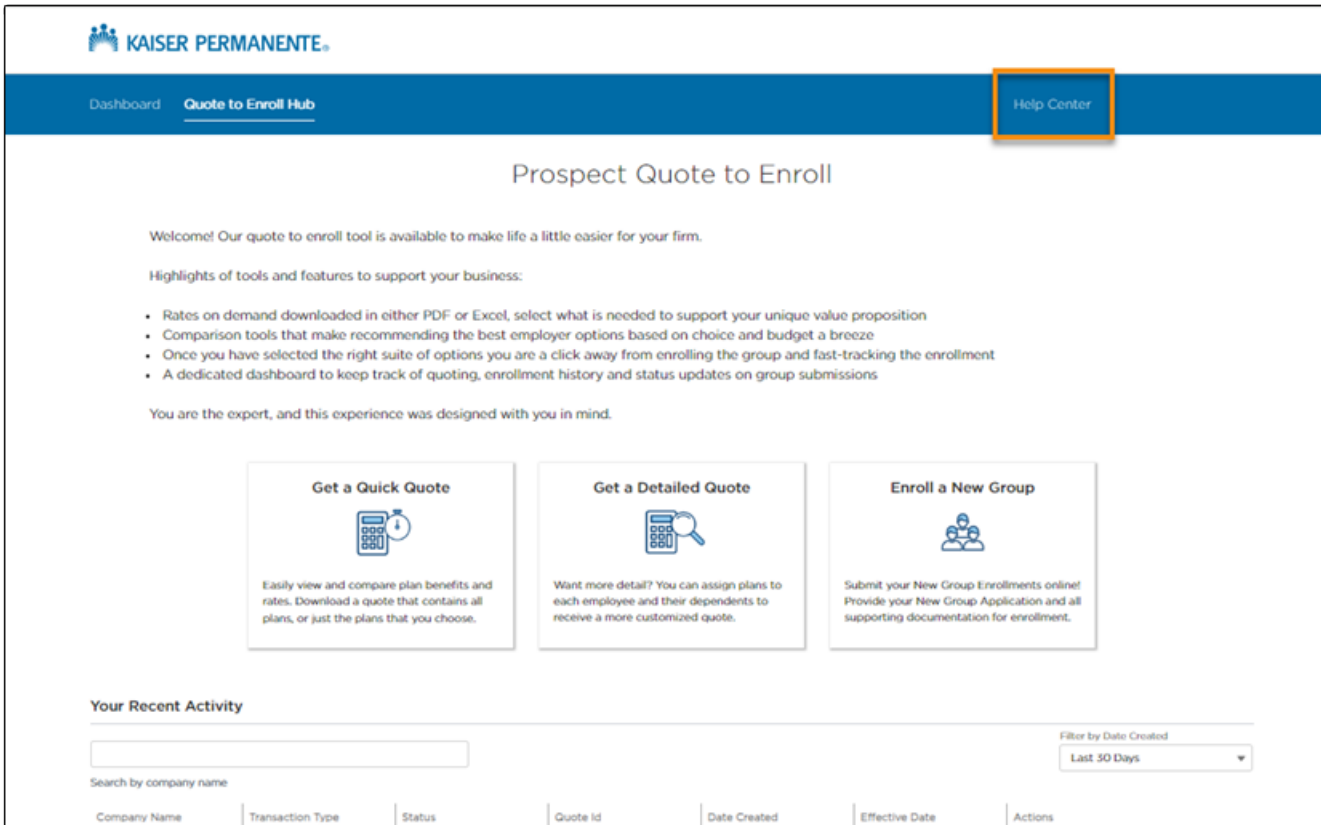 KAISER PERMANENTE®
Dashboard Quote to Enroll Hub Help Center
Prospect Quote to Enroll
Welcome! Our quote to enroll tool is available to make life a little easier for your firm.
Highlights of tools and features to support your business:
• Rates on demand downloaded in either PDF or Excel, select what is needed to support your unique value proposition
• Comparison tools that make recommending the best employer options based on choice and budget a breeze
• Once you have selected the right suite of options you are a click away from enrolling the group and fast-tracking the enrollment
• A dedicated dashboard to keep track of quoting, enrollment history and status updates on group submissions
You are the expert, and this experience was designed with you in mind.
Get a Quick Quote
Easily view and compare plan benefits and
rates. Download a quote that contains all
plans, or just the plans that you choose.
Get a Detailed Quote
Want more detail? You can assign plans to
each employee and their dependents to
receive a more customized quote.
Enroll a New Group
Submit your New Group Enrollments online!
Provide your New Group Application and all
supporting documentation for enrollment.
Your Recent Activity
Filter by Date Created
Last 30 Days
Search by company name
Company Name Transaction Type Status Quote Id Date Created Effective Date Actions